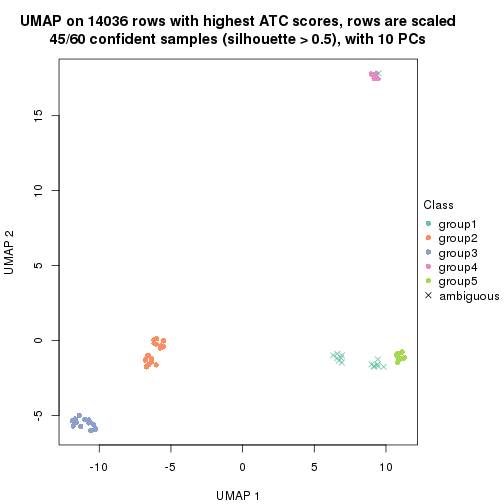 UMAP on 14036 rows with highest ATC scores, rows are scaled
45/60 confident samples (silhouette > 0.5), with 10 PCs
15
10
5
0
-5
UMAP 2
-10
-5
0
5
10
UMAP 1
Class
group1
group2
group3
group4
group5
ambiguous